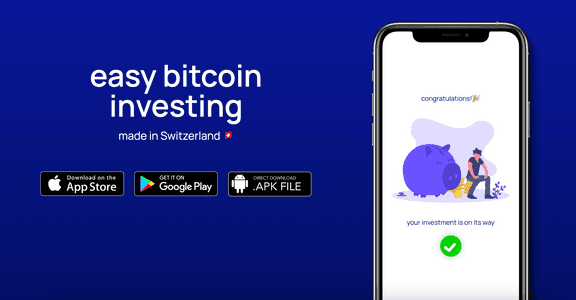 easy bitcoin
investing
made in Switzerland 🇨🇭
Download on the
App Store
GET IT ON
Google Play
DIRECT DOWNLOAD
.APK FILE
congratulations!🎉
your investment is on its way